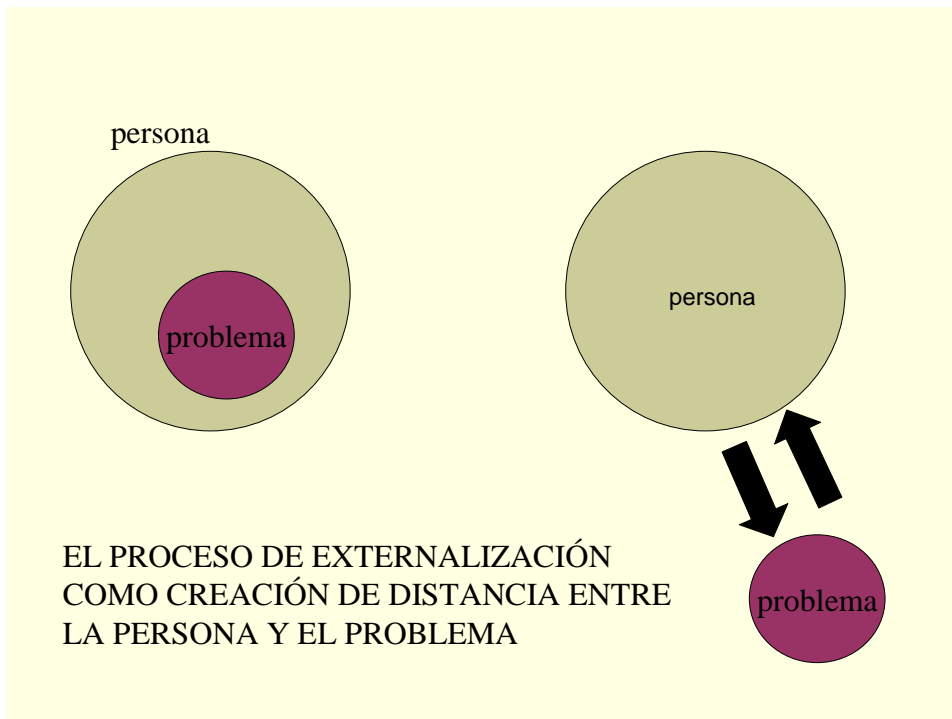 persona
problema
persona
EL PROCESO DE EXTERNALIZACIÓN
COMO CREACIÓN DE DISTANCIA ENTRE
LA PERSONA Y EL PROBLEMA
problema